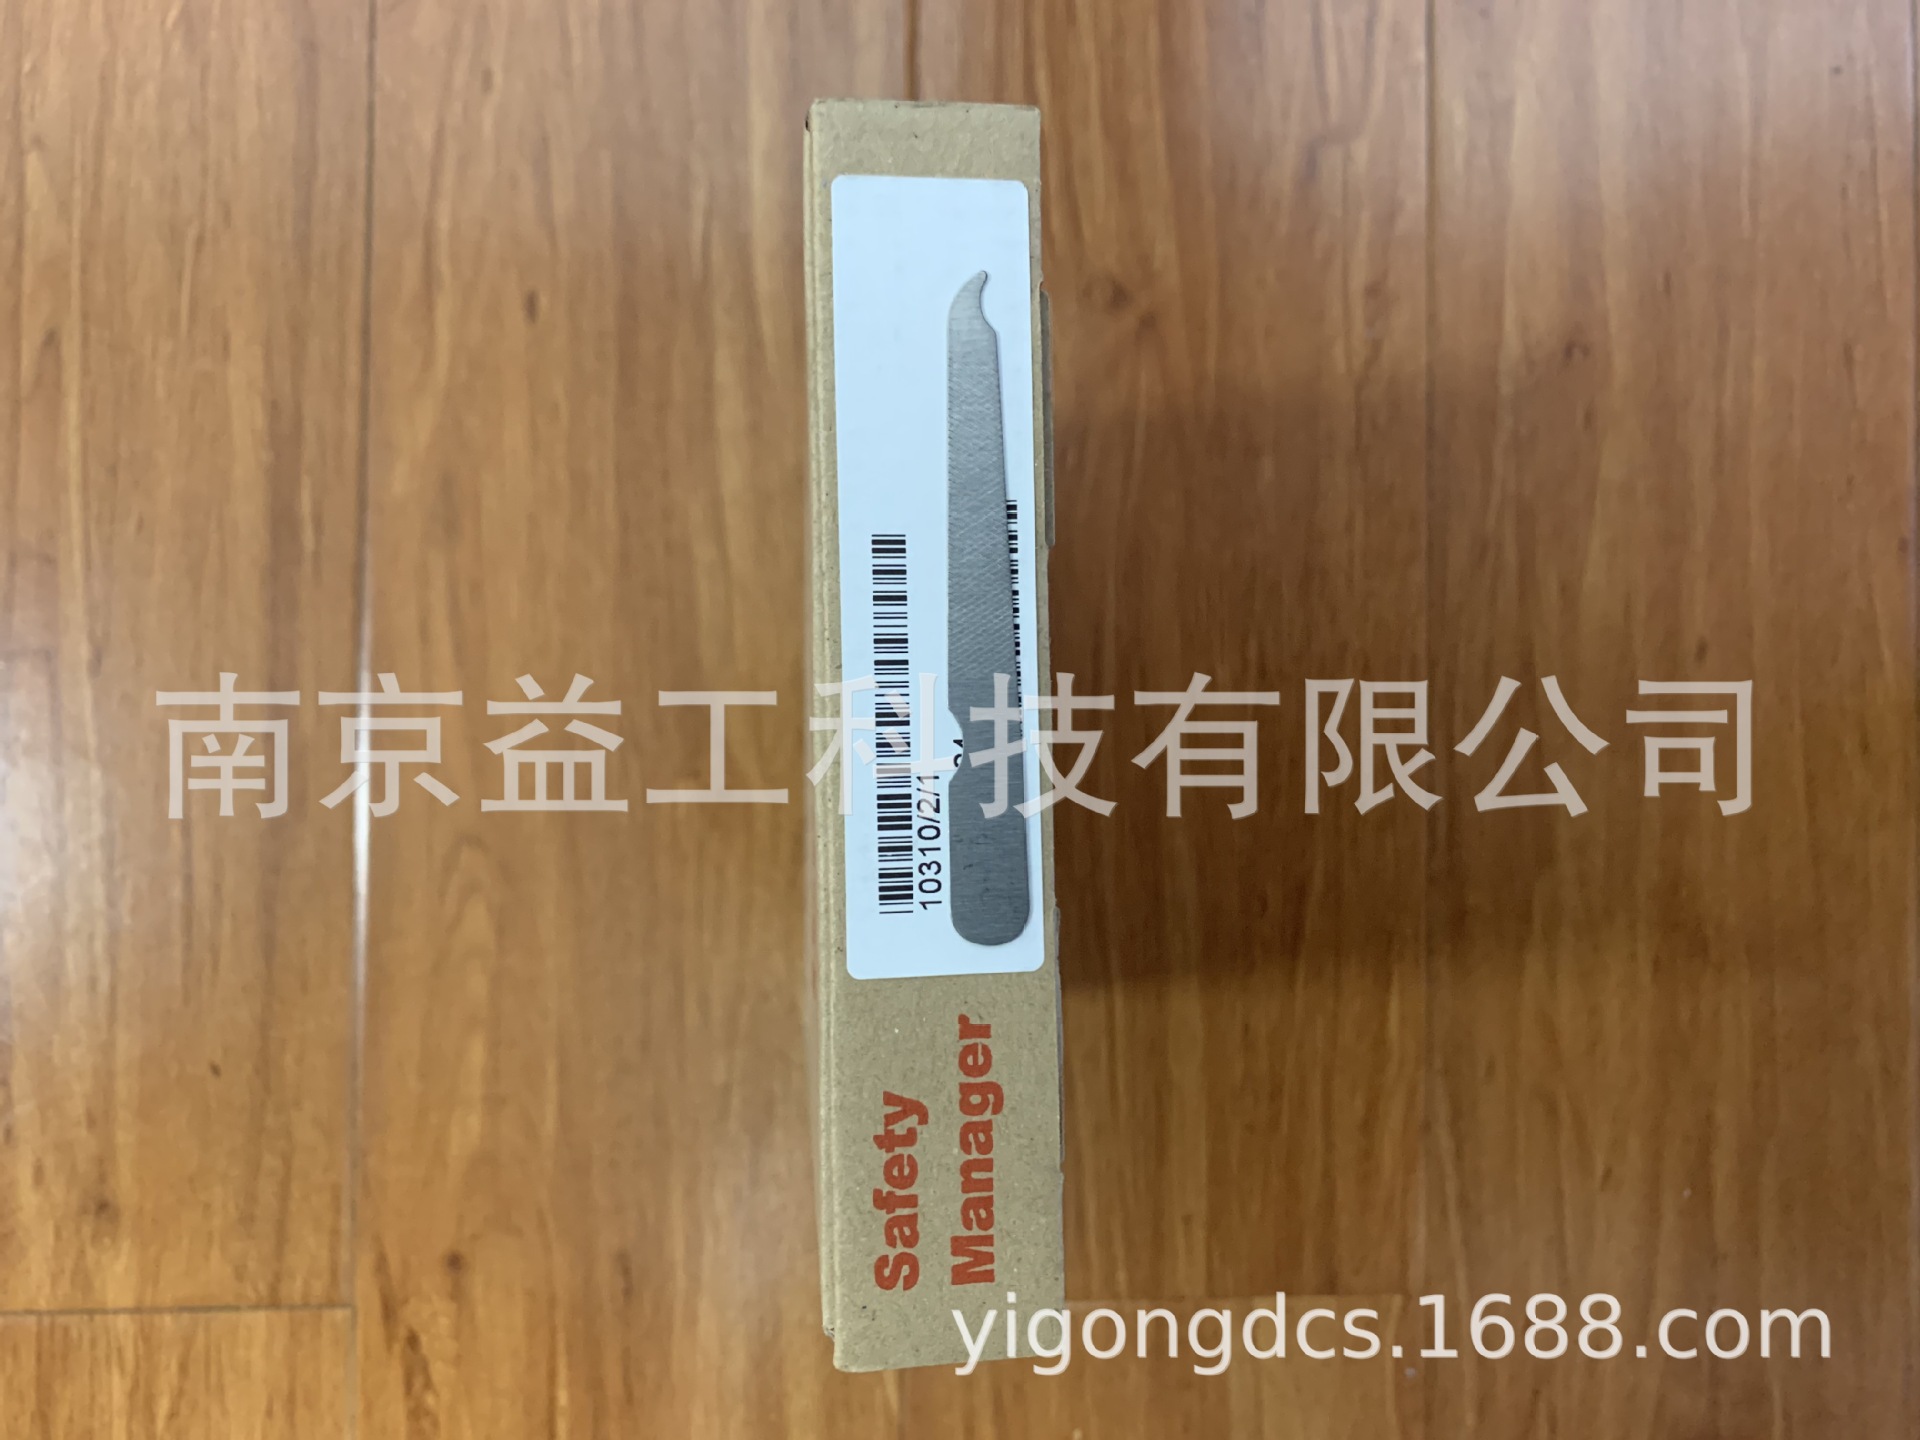 10310/2/1
Safety
Manager
南京益工科技有限公司
yigongdcs.1688.com